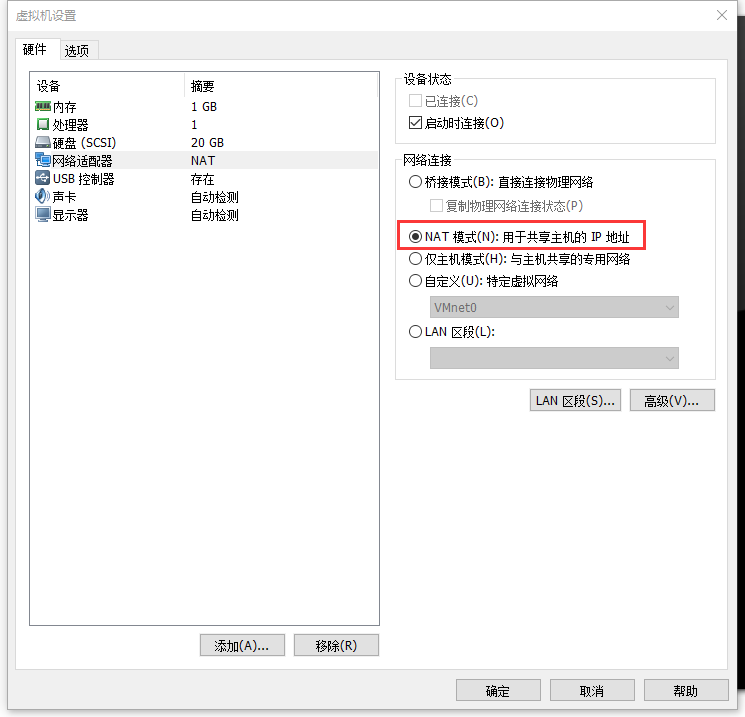 虚拟机设置
硬件 选项
设备 摘要
内存 1 GB
处理器 1
硬盘 (SCSI) 20 GB
网络适配器 NAT
USB 控制器 存在
声卡 自动检测
显示器 自动检测
添加(A)... 移除(R)
设备状态
已连接(C)
启动时连接(O)
网络连接
桥接模式(B): 直接连接物理网络
复制物理网络连接状态(P)
NAT 模式(N): 用于共享主机的 IP 地址
仅主机模式(H): 与主机共享的专用网络
自定义(U): 特定虚拟网络
VMnet0
LAN 区段(L):
LAN 区段(S)... 高级(V)...
确定 取消 帮助